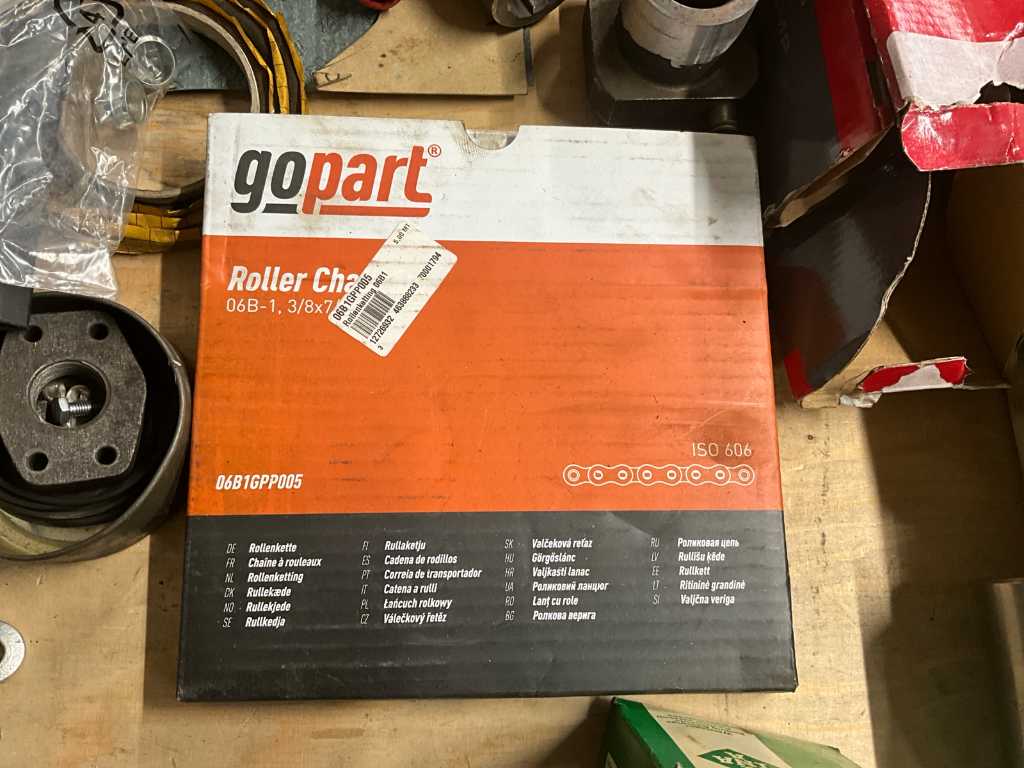 gopart®
Roller Cha
06B-1, 3/8x7/
06B1GPP005
5,00 MT
Rollenketting 06B1
12720032 463888233 70001794
3
ISO 606
06B1GPP005
DE Rollenkette
FR Chaîne à rouleaux
NL Rollenketting
DK Rullekæde
NO Rullekjede
SE Rullkedja
FI Rullaketju
ES Cadena de rodillos
PT Correia de transportador
IT Catena a rulli
PL Łańcuch rolkowy
CZ Válečkový řetěz
SK Valčeková reťaz
HU Görgőslánc
HR Valjkasti lanac
UA Роликовий ланцюг
RO Lanț cu role
BG Ролкова верига
RU Роликовая цепь
LV Rullīšu ķēde
EE Rullkett
LT Ritininė grandinė
SI Valjčna veriga